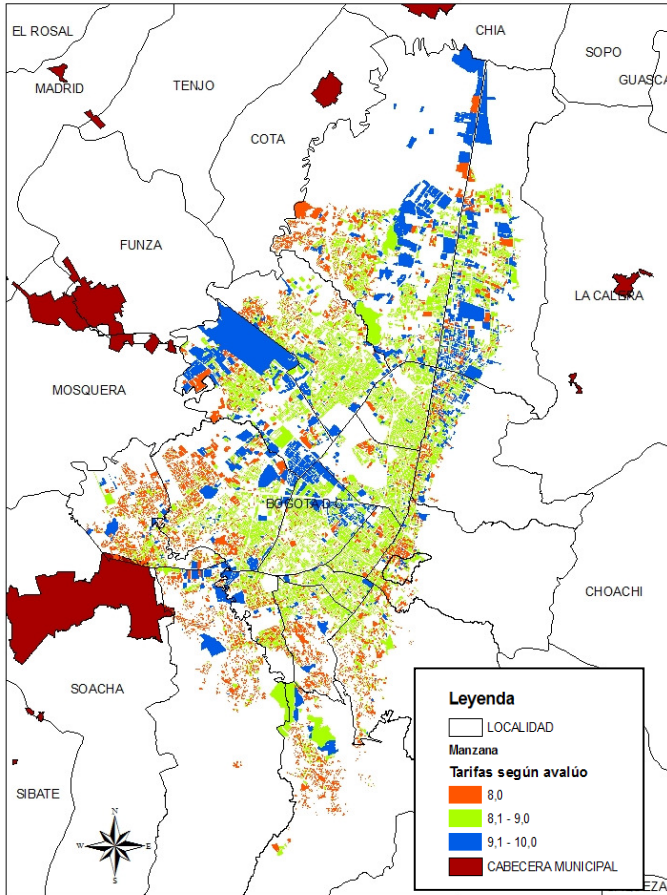 CHIA
EL ROSAL
SOPO
GUASCA
MADRID
TENJO
COTA
FUNZA
LA CALERA
MOSQUERA
BOGOTA D.C.
CHOACHI
SOACHA
SIBATE
N
W E
S
Leyenda
LOCALIDAD
Manzana
Tarifas según avalúo
8,0
8,1 - 9,0
9,1 - 10,0
CABECERA MUNICIPAL